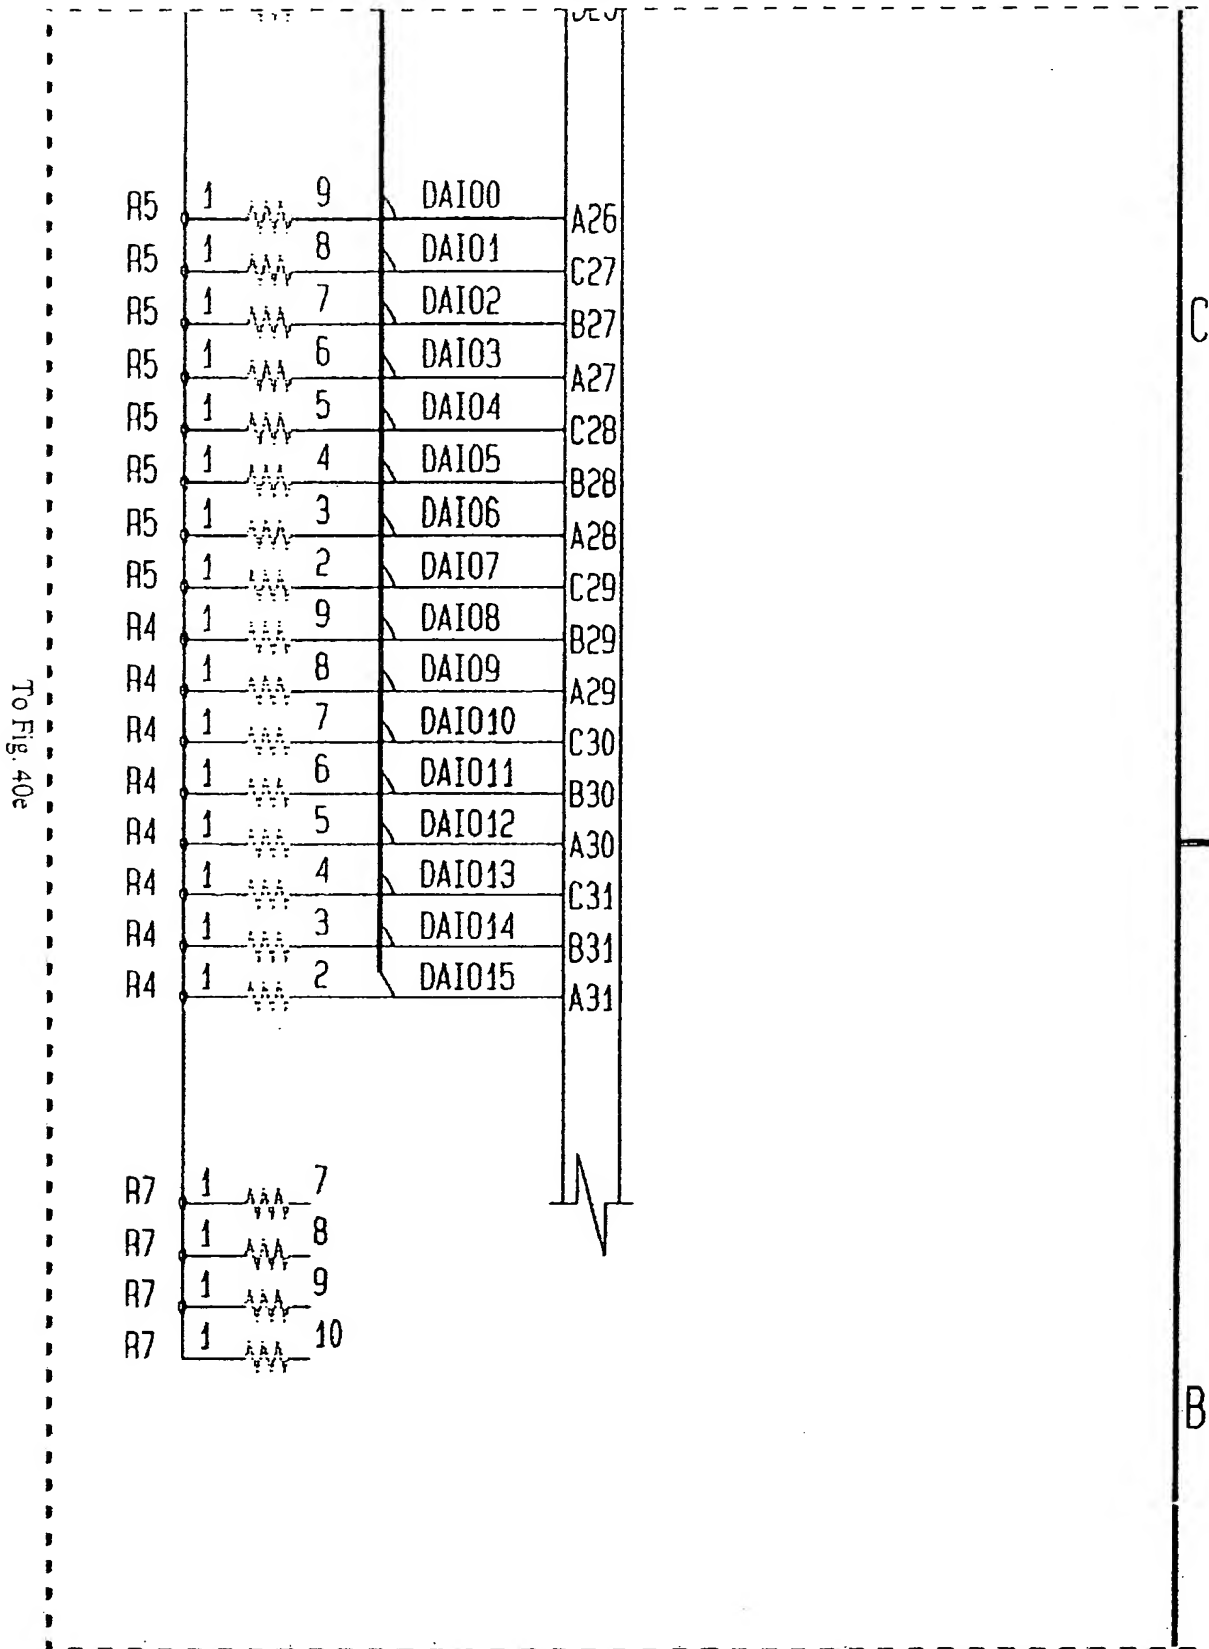 R5 1 9 DAI00 A26
R5 1 8 DAI01 C27
R5 1 7 DAI02 B27
C
R5 1 6 DAI03 A27
R5 1 5 DAI04 C28
R5 1 4 DAI05 B28
R5 1 3 DAI06 A28
R5 1 2 DAI07 C29
R4 1 9 DAI08 B29
R4 1 8 DAI09 A29
R4 1 7 DAI010 C30
R4 1 6 DAI011 B30
R4 1 5 DAI012 A30
R4 1 4 DAI013 C31
R4 1 3 DAI014 B31
R4 1 2 DAI015 A31
To Fig. 40e
R7 1 7
R7 1 8
R7 1 9
R7 1 10
B